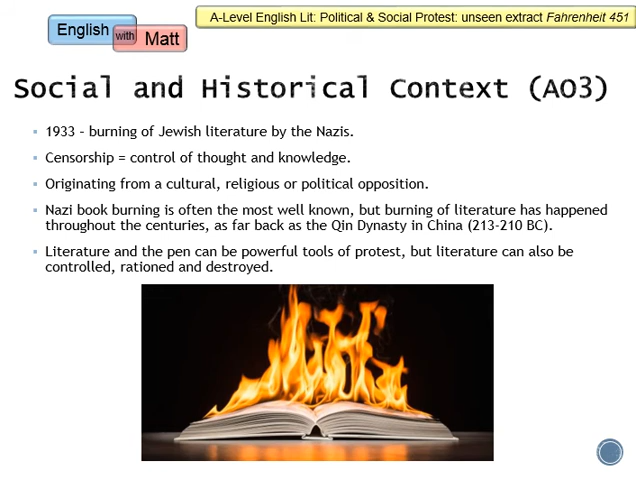 A-Level English Lit: Political & Social Protest: unseen extract Fahrenheit 451
English with Matt
Social and Historical Context (AO3)
1933 – burning of Jewish literature by the Nazis.
Censorship = control of thought and knowledge.
Originating from a cultural, religious or political opposition.
Nazi book burning is often the most well known, but burning of literature has happened
throughout the centuries, as far back as the Qin Dynasty in China (213-210 BC).
Literature and the pen can be powerful tools of protest, but literature can also be
controlled, rationed and destroyed.